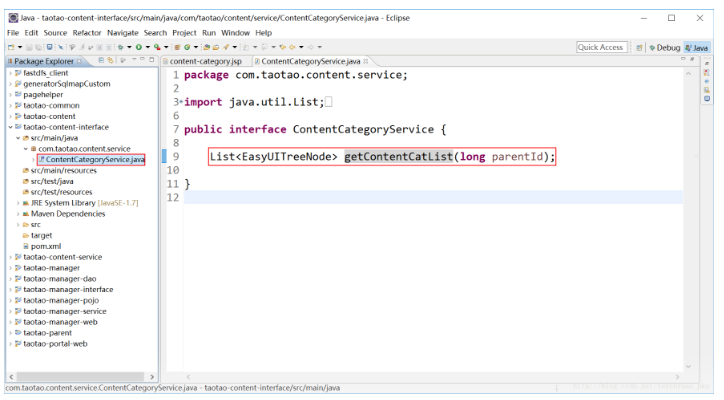 Java - taotao-content-interface/src/main/java/com/taotao/content/service/ContentCategoryService.java - Eclipse
File Edit Source Refactor Navigate Search Project Run Window Help
Quick Access
Debug
Java
Package Explorer
content-category.jsp
ContentCategoryService.java
fastdfs_client
generatorSqlmapCustom
pagehelper
taotao-common
taotao-content
taotao-content-interface
src/main/java
com.taotao.content.service
ContentCategoryService.java
src/main/resources
src/test/java
src/test/resources
JRE System Library [JavaSE-1.7]
Maven Dependencies
src
target
pom.xml
taotao-content-service
taotao-manager
taotao-manager-dao
taotao-manager-interface
taotao-manager-pojo
taotao-manager-service
taotao-manager-web
taotao-parent
taotao-portal-web
1 package com.taotao.content.service;
2
3 import java.util.List;
6
7 public interface ContentCategoryService {
8
9 List<EasyUITreeNode> getContentCatList(long parentId);
10
11 }
12
com.taotao.content.service.ContentCategoryService.java - taotao-content-interface/src/main/java